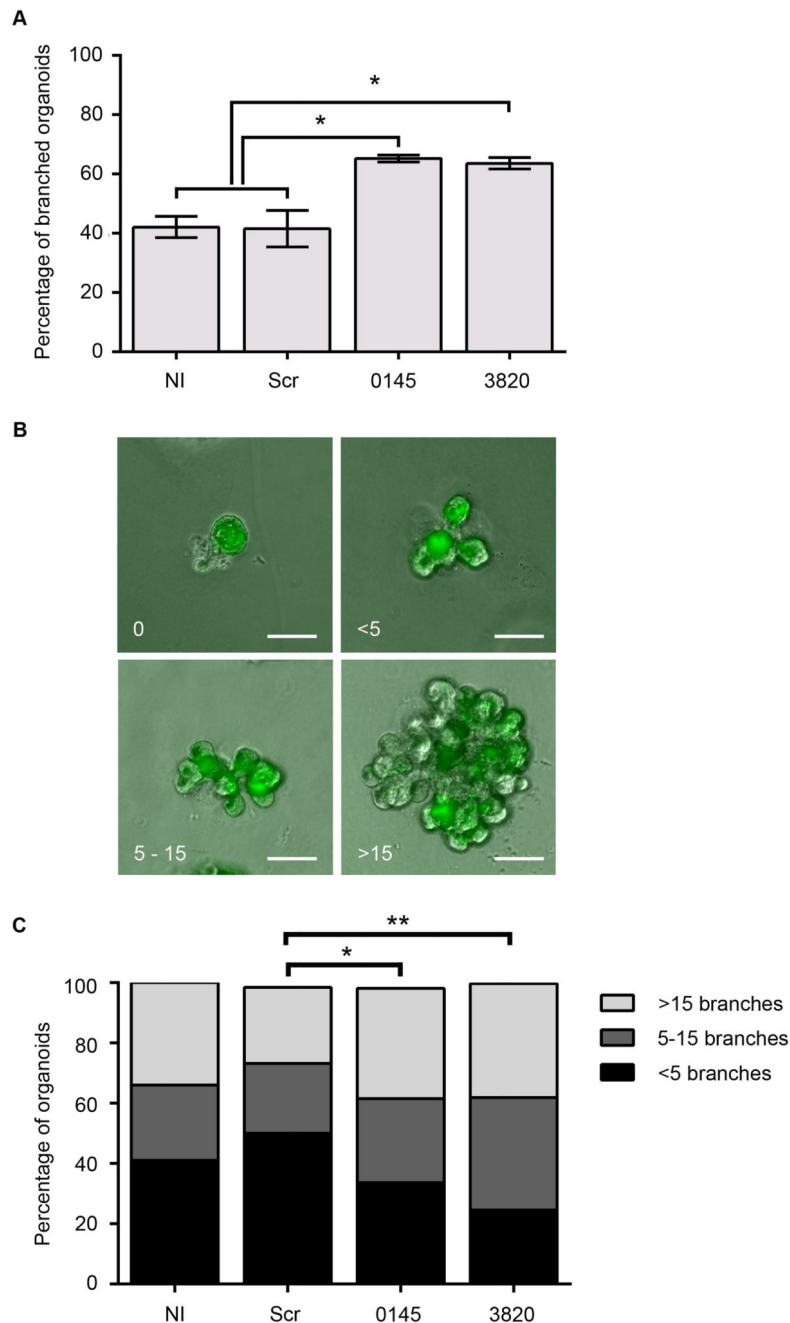 A
Percentage of branched organoids
100
80
60
40
20
0
*
*
NI Scr 0145 3820
B
0
<5
5 - 15
>15
C
Percentage of organoids
100
80
60
40
20
0
**
*
NI Scr 0145 3820
>15 branches
5-15 branches
<5 branches